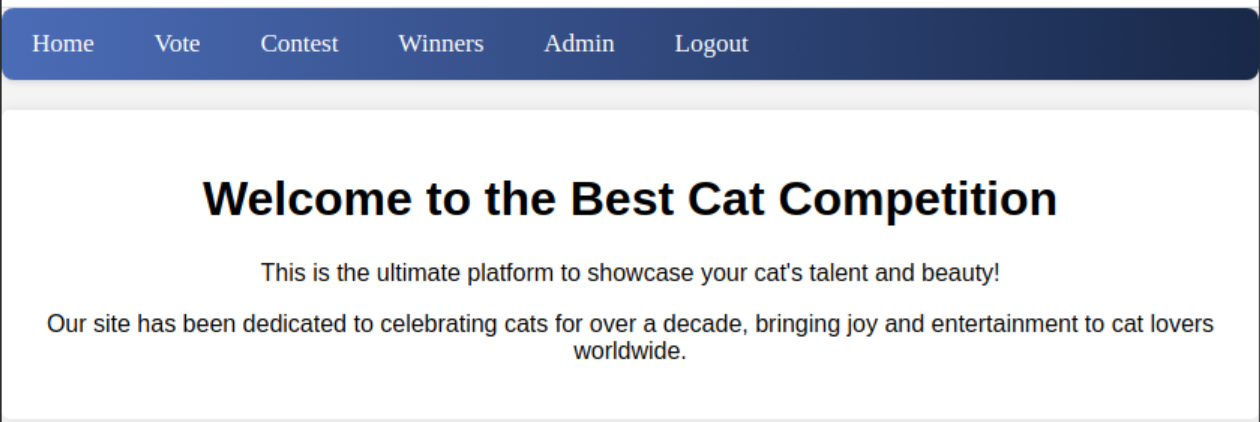 Home Vote Contest Winners Admin Logout
Welcome to the Best Cat Competition
This is the ultimate platform to showcase your cat's talent and beauty!
Our site has been dedicated to celebrating cats for over a decade, bringing joy and entertainment to cat lovers
worldwide.